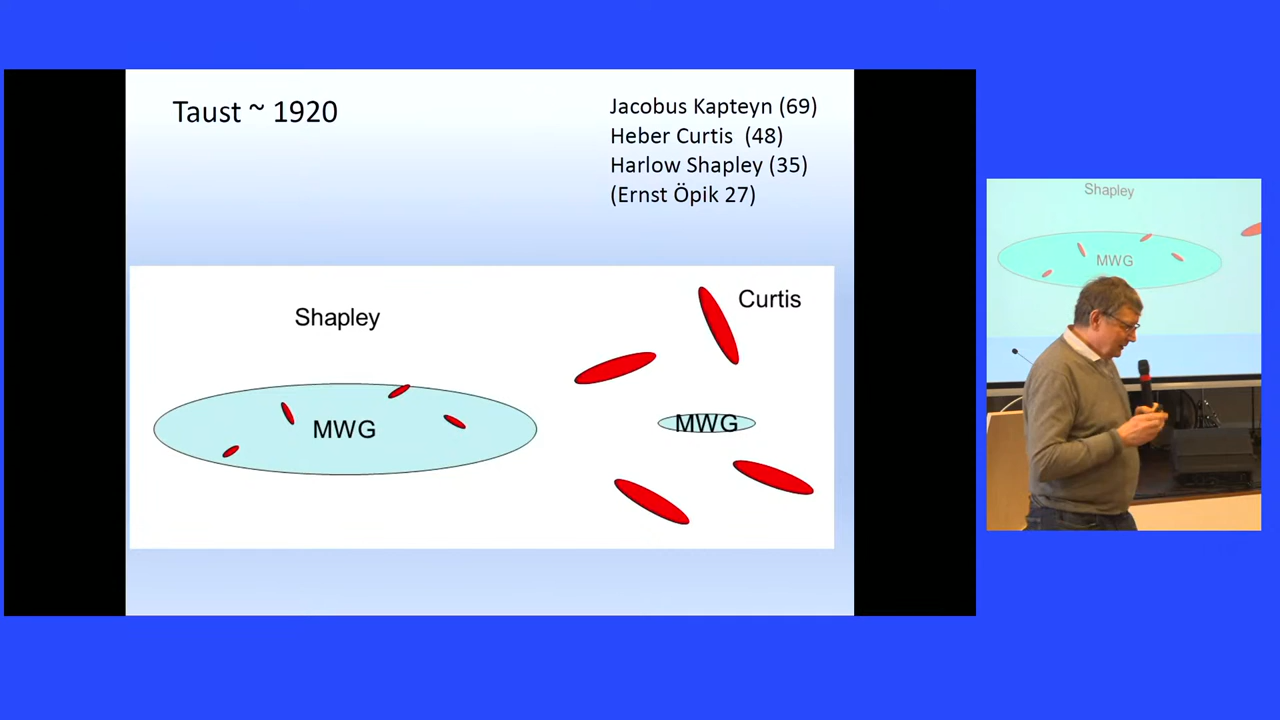 Taust ~ 1920
Jacobus Kapteyn (69)
Heber Curtis (48)
Harlow Shapley (35)
(Ernst Öpik 27)
Shapley
Curtis
MWG
MWG
Shapley
MWG